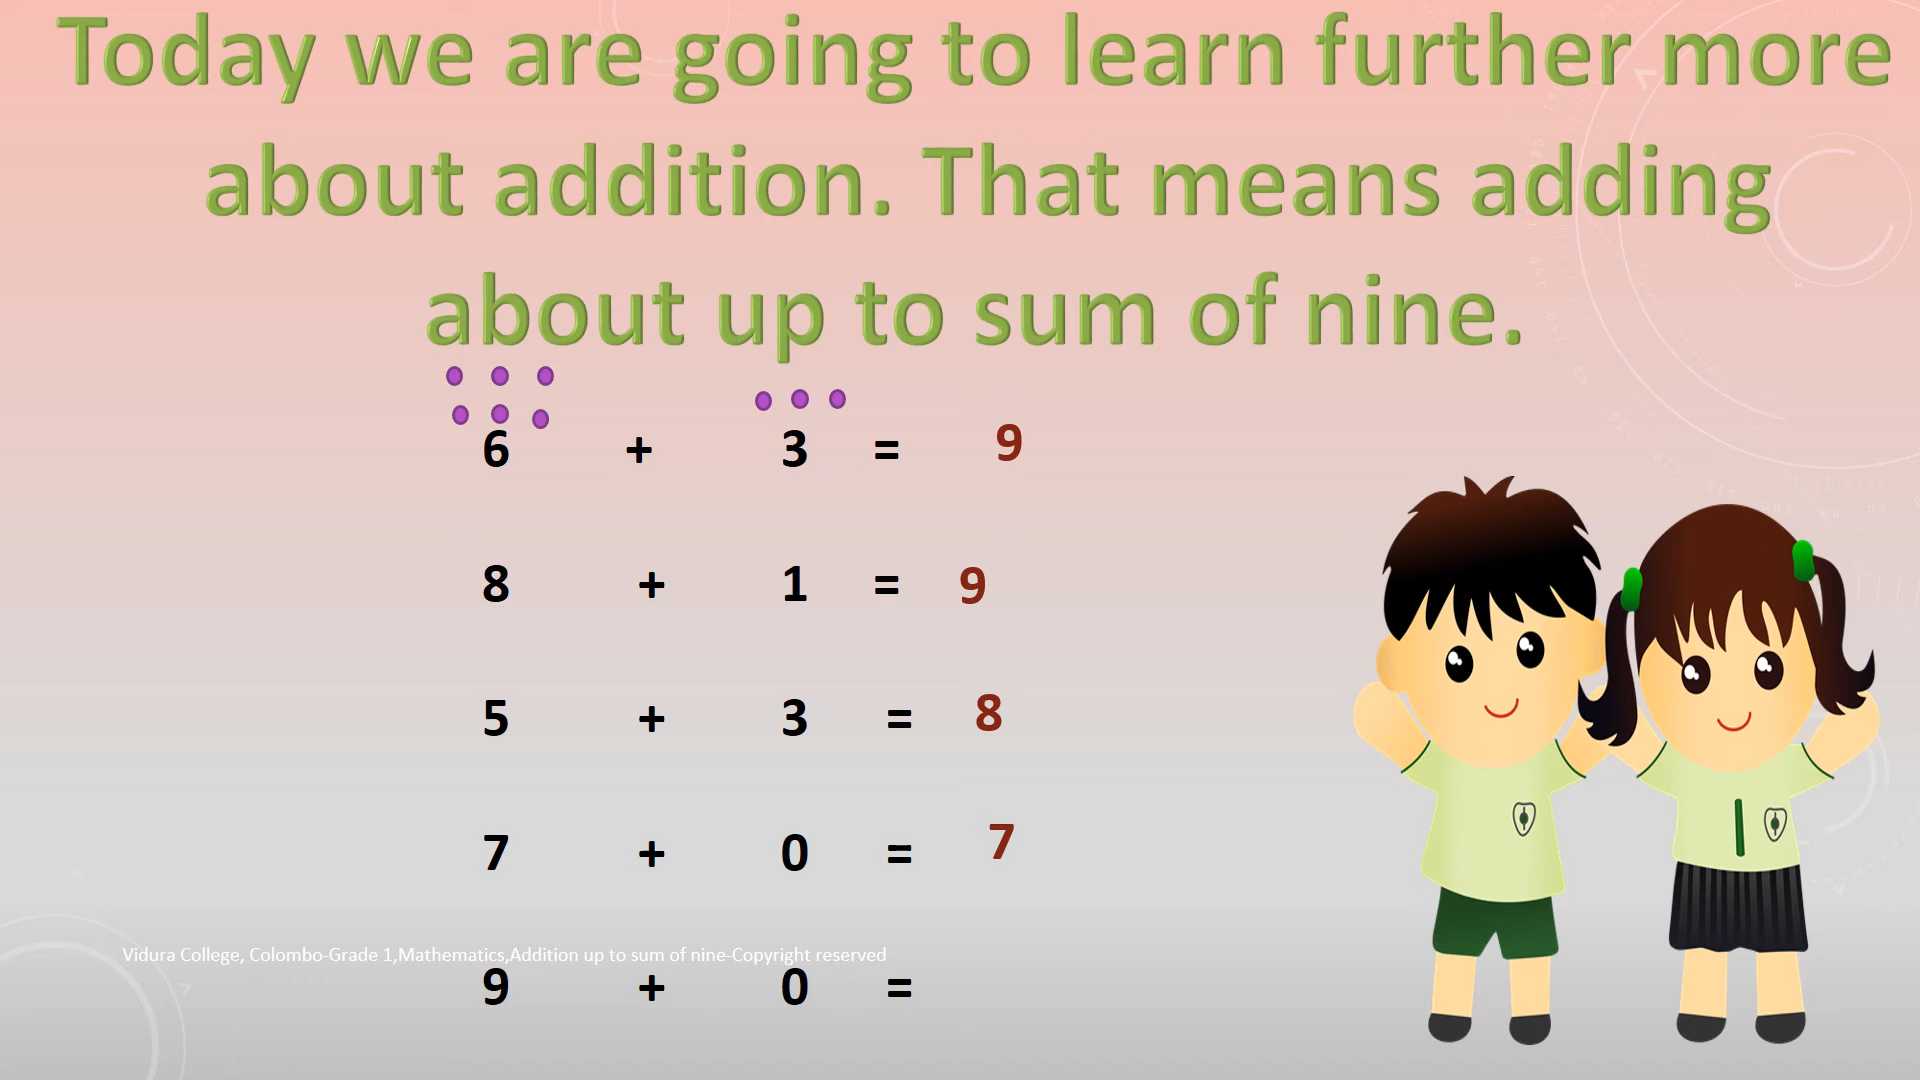 Today we are going to learn further more
about addition. That means adding
about up to sum of nine.
6 + 3 = 9
8 + 1 = 9
5 + 3 = 8
7 + 0 = 7
Vidura College, Colombo-Grade 1,Mathematics,Addition up to sum of nine-Copyright reserved
9 + 0 =